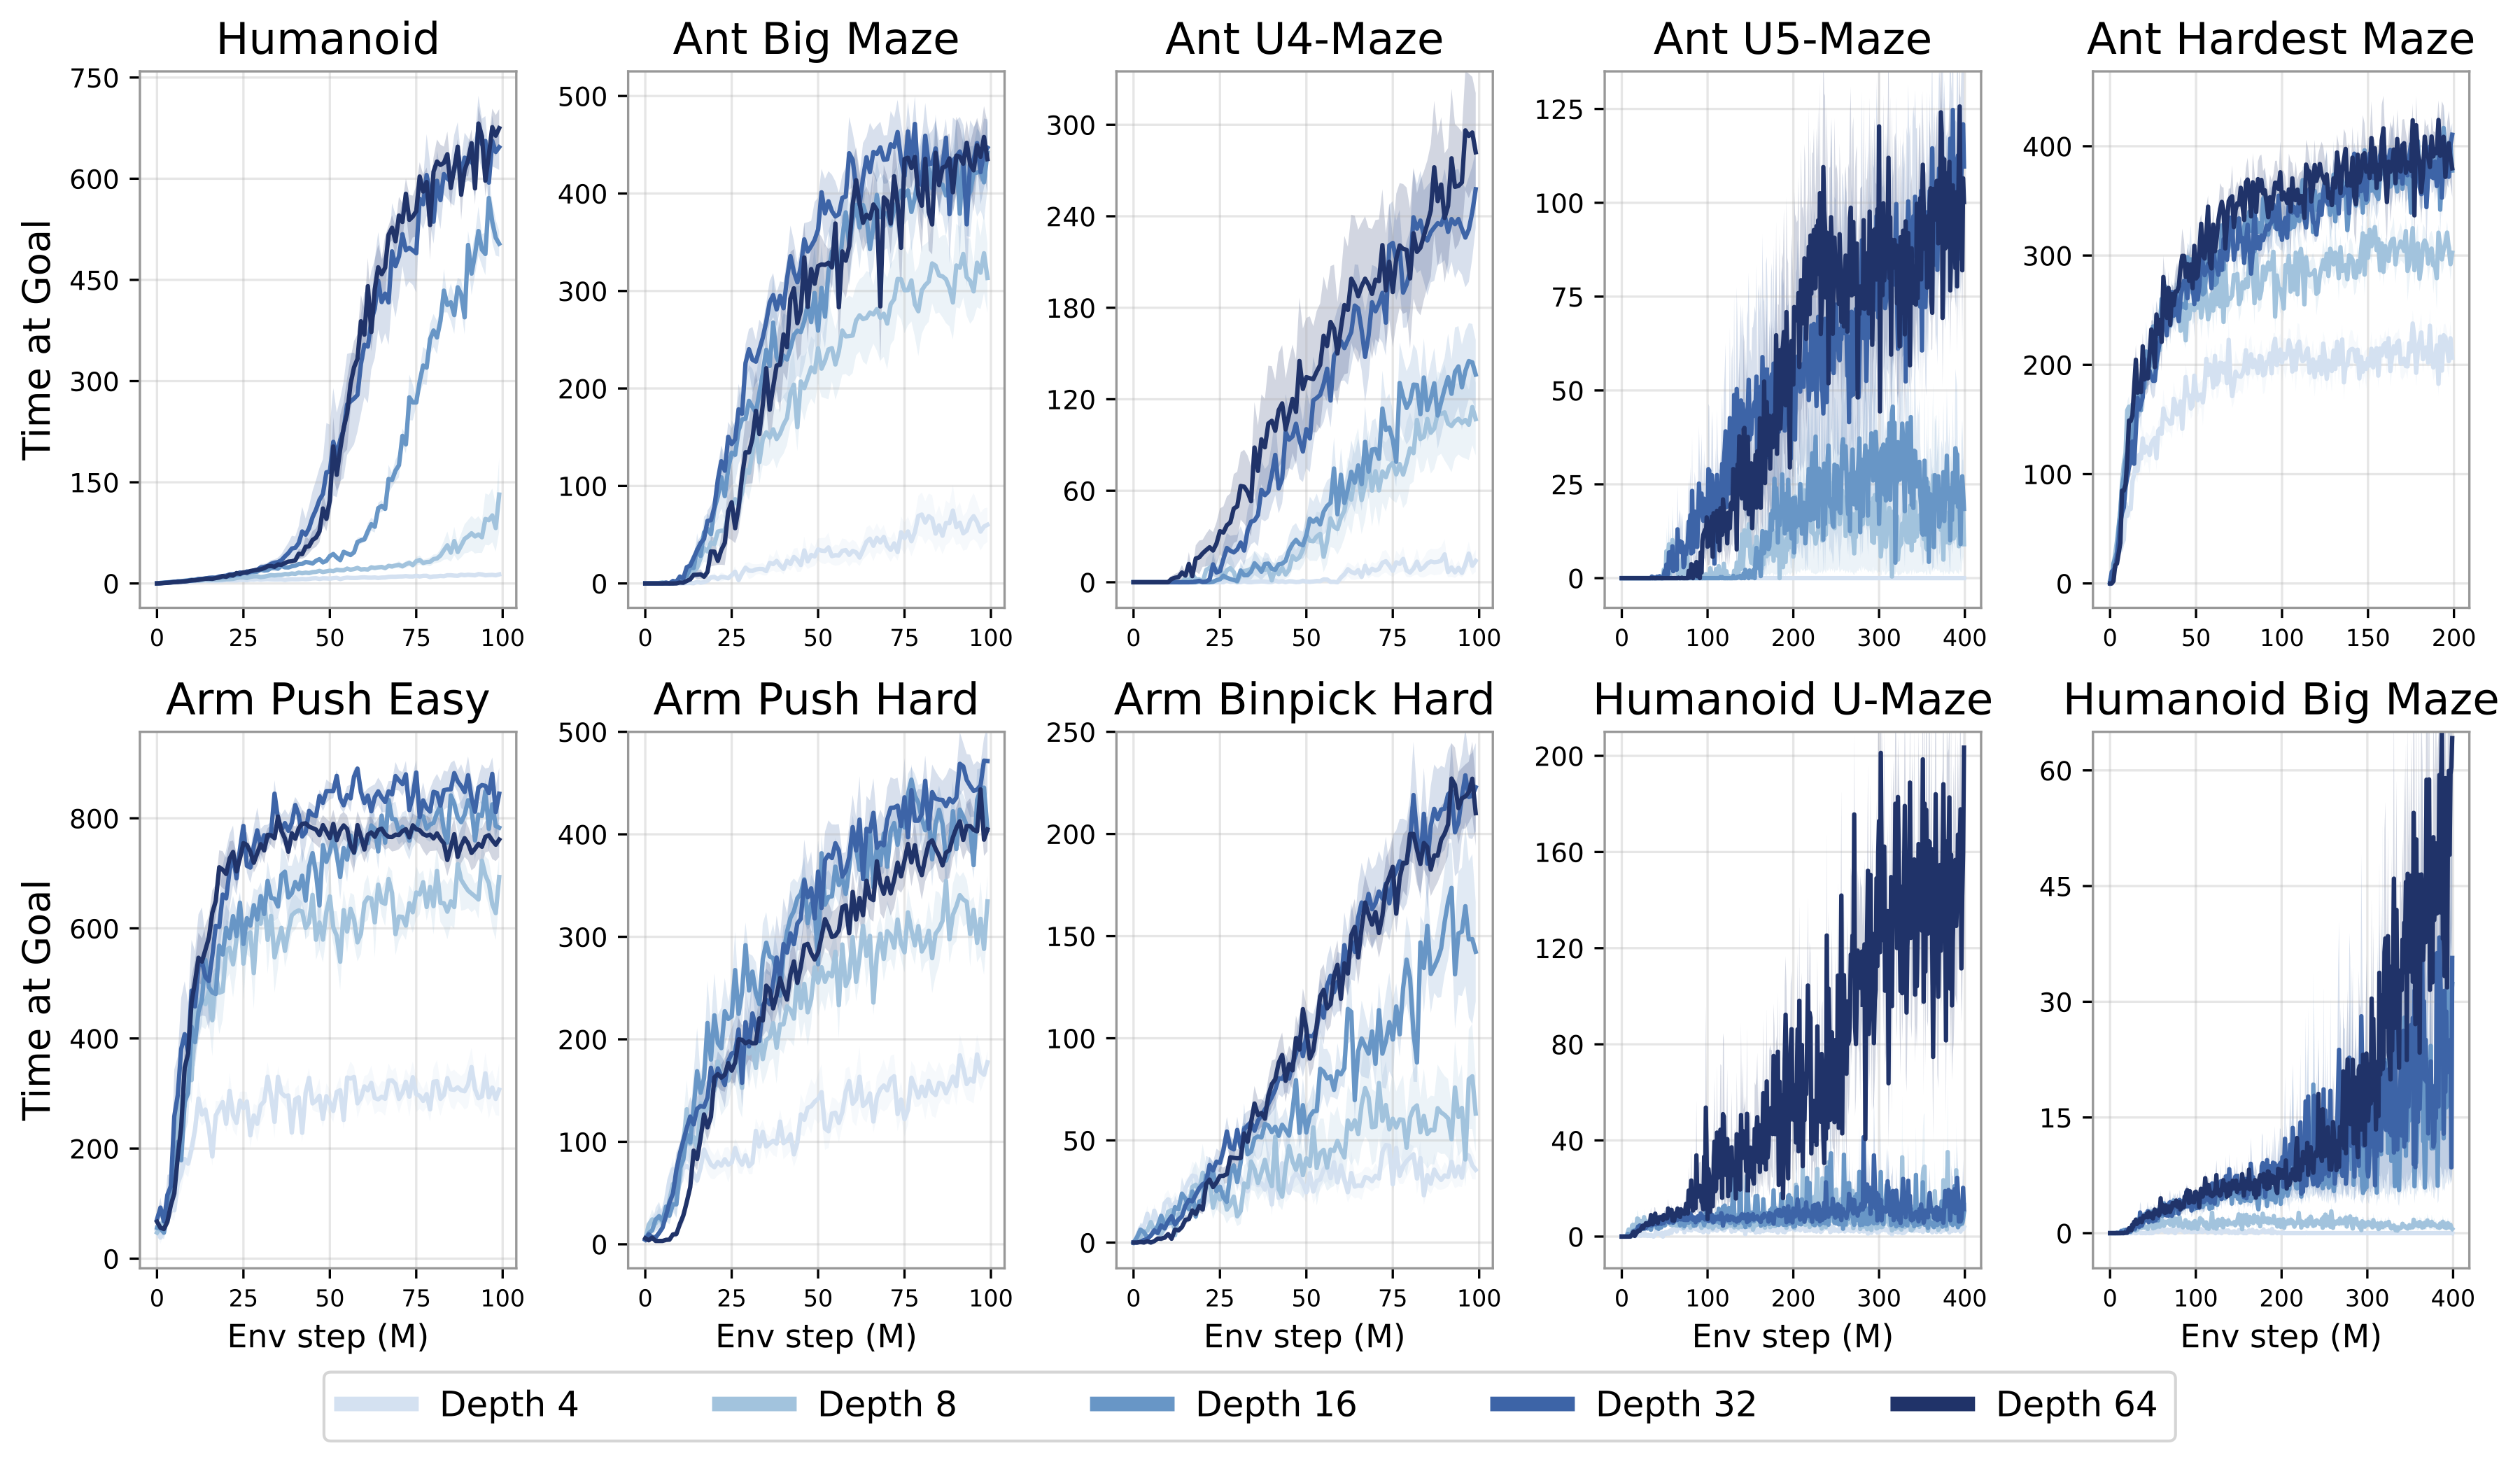 Humanoid
Ant Big Maze
Ant U4-Maze
Ant U5-Maze
Ant Hardest Maze
Time at Goal
750
600
450
300
150
0
0 25 50 75 100
500
400
300
200
100
0
0 25 50 75 100
300
240
180
120
60
0
0 25 50 75 100
125
100
75
50
25
0
0 100 200 300 400
400
300
200
100
0
0 50 100 150 200
Arm Push Easy
Arm Push Hard
Arm Binpick Hard
Humanoid U-Maze
Humanoid Big Maze
Time at Goal
800
600
400
200
0
0 25 50 75 100
Env step (M)
500
400
300
200
100
0
0 25 50 75 100
Env step (M)
250
200
150
100
50
0
0 25 50 75 100
Env step (M)
200
160
120
80
40
0
0 100 200 300 400
Env step (M)
60
45
30
15
0
0 100 200 300 400
Env step (M)
Depth 4 Depth 8 Depth 16 Depth 32 Depth 64